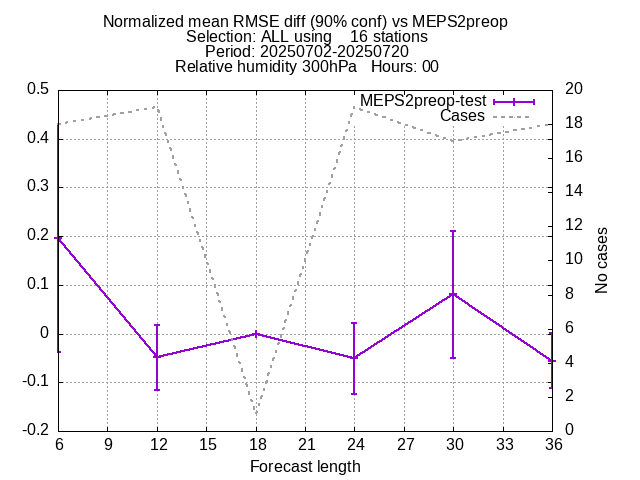 Normalized mean RMSE diff (90% conf) vs MEPS2preop
Selection: ALL using    16 stations
Period: 20250702-20250720
Relative humidity 300hPa   Hours: 00
MEPS2preop-test
Cases
0.5
0.4
0.3
0.2
0.1
0
-0.1
-0.2
20
18
16
14
12
10
8
6
4
2
0
No cases
6 9 12 15 18 21 24 27 30 33 36
Forecast length